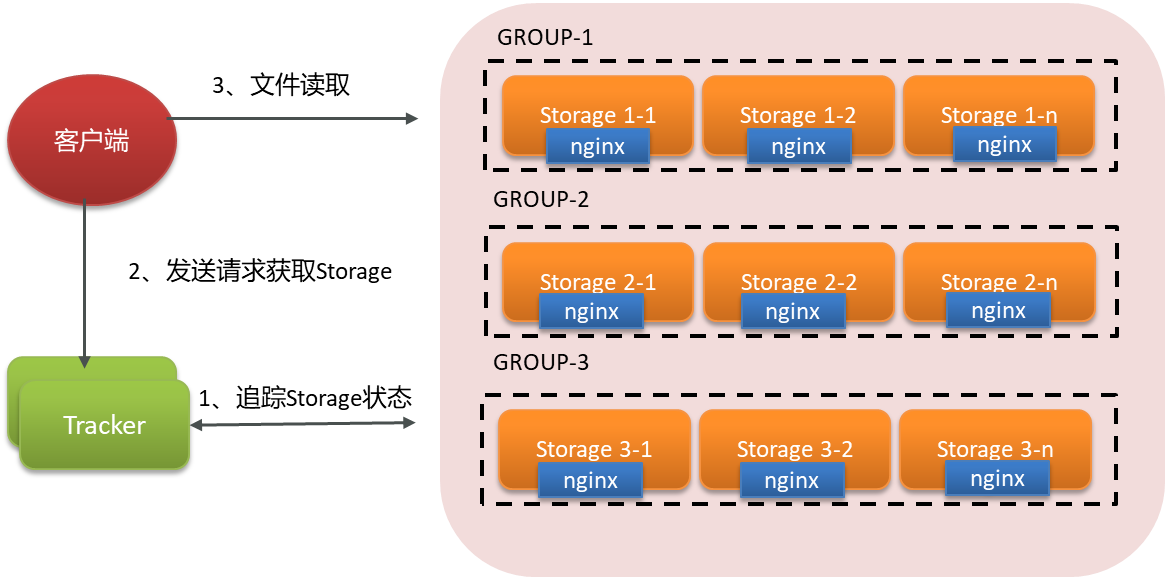 GROUP-1
3、文件读取
客户端
Storage 1-1
Storage 1-2
Storage 1-n
nginx
nginx
nginx
GROUP-2
2、发送请求获取Storage
Storage 2-1
Storage 2-2
Storage 2-n
nginx
nginx
nginx
GROUP-3
1、追踪Storage状态
Tracker
Storage 3-1
Storage 3-2
Storage 3-n
nginx
nginx
nginx